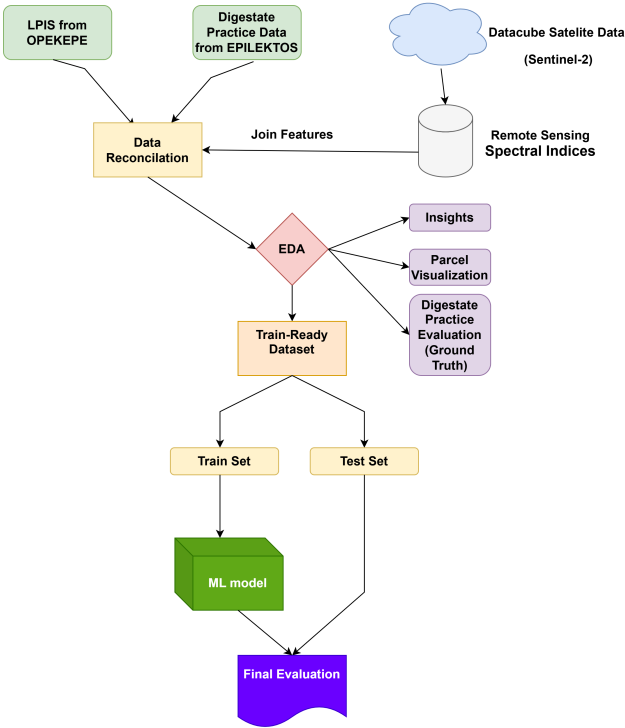 LPIS from
OPEKEPE
Digestate
Practice Data
from EPILEKTOS
Datacube Satelite Data
(Sentinel-2)
Data
Reconcilation
Join Features
Remote Sensing
Spectral Indices
EDA
Insights
Parcel
Visualization
Digestate
Practice
Evaluation
(Ground
Truth)
Train-Ready
Dataset
Train Set
Test Set
ML model
Final Evaluation